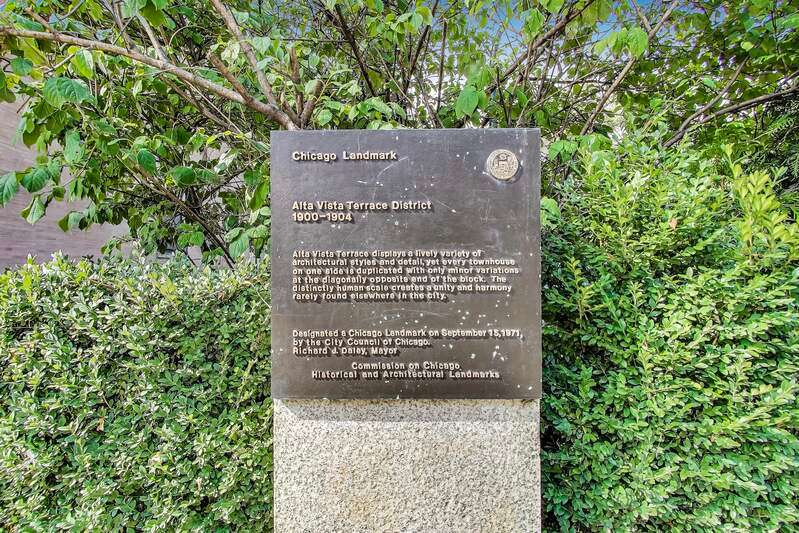 Chicago Landmark
Alta Vista Terrace District
1900–1904
Alta Vista Terrace displays a lively variety of
architectural styles and detail, yet every townhouse
on one side is duplicated with only minor variations
at the diagonally opposite end of the block. The
distinctly human scale creates a unity and harmony
rarely found elsewhere in the city.
Designated a Chicago Landmark on September 15, 1971,
by the City Council of Chicago.
Richard J. Daley, Mayor
Commission on Chicago
Historical and Architectural Landmarks